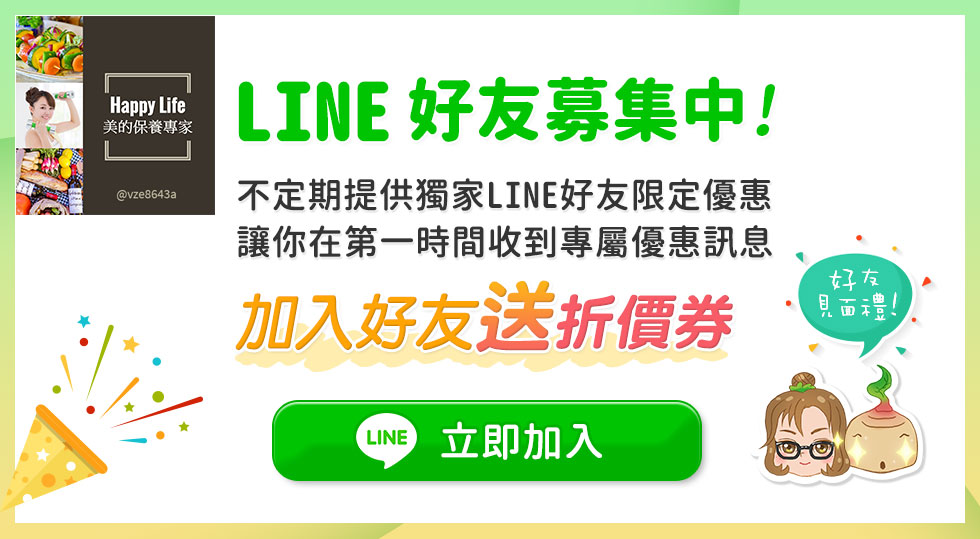 Happy Life
美的保養專家
@vze8643a
LINE 好友募集中!
不定期提供獨家LINE好友限定優惠
讓你在第一時間收到專屬優惠訊息
加入好友送折價券
好友
見面禮!
LINE 立即加入